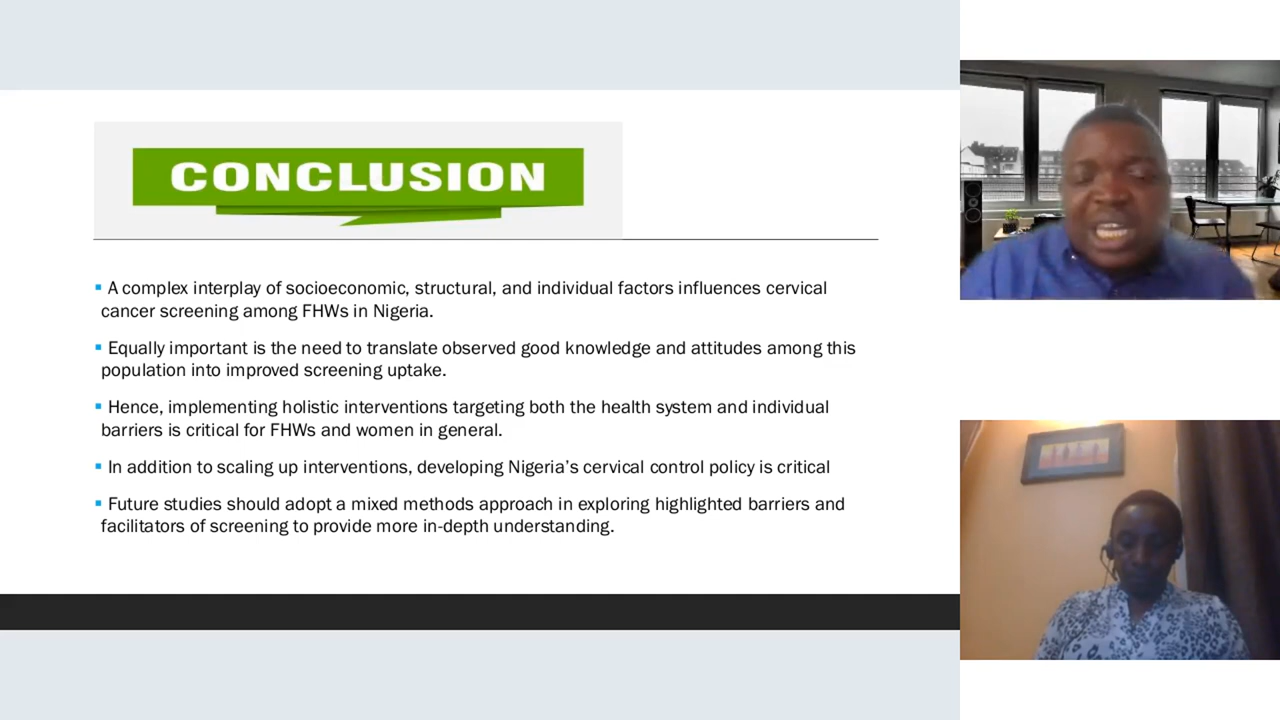 CONCLUSION
▪ A complex interplay of socioeconomic, structural, and individual factors influences cervical
cancer screening among FHWs in Nigeria.
▪ Equally important is the need to translate observed good knowledge and attitudes among this
population into improved screening uptake.
▪ Hence, implementing holistic interventions targeting both the health system and individual
barriers is critical for FHWs and women in general.
▪ In addition to scaling up interventions, developing Nigeria’s cervical control policy is critical
▪ Future studies should adopt a mixed methods approach in exploring highlighted barriers and
facilitators of screening to provide more in-depth understanding.